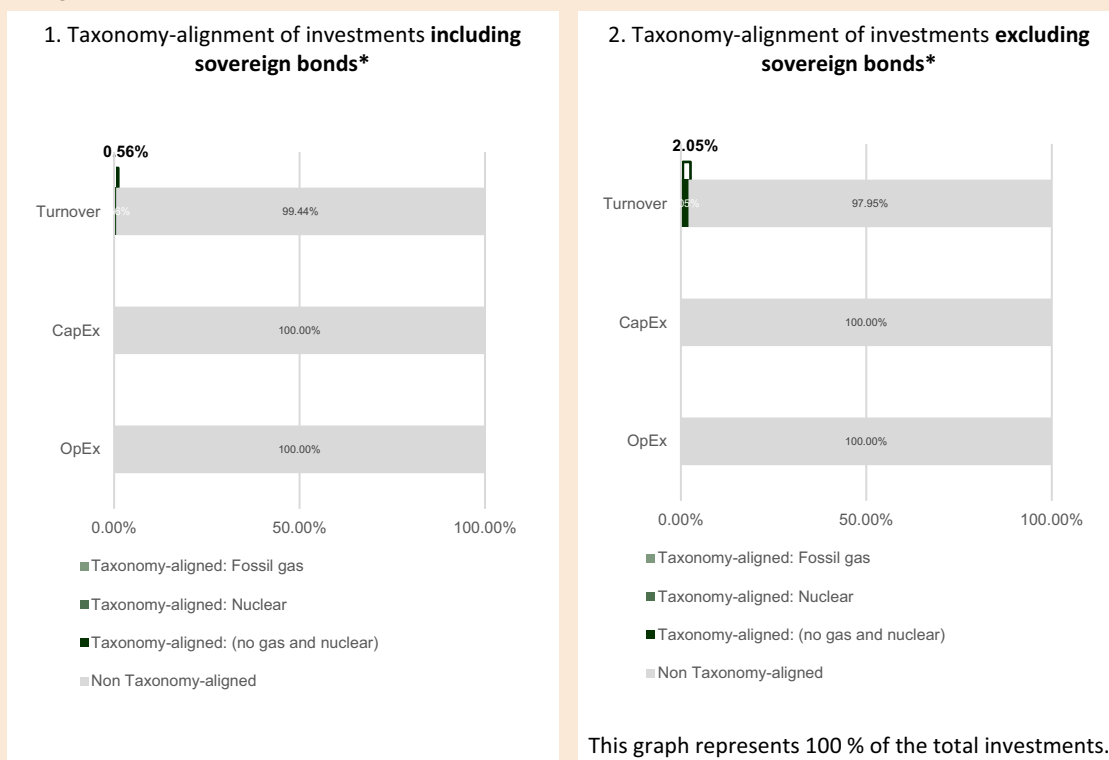 1. Taxonomy-alignment of investments including
sovereign bonds*
0.56%
Turnover
99.44%
CapEx
100.00%
OpEx
100.00%
0.00%
50.00%
100.00%
Taxonomy-aligned: Fossil gas
Taxonomy-aligned: Nuclear
Taxonomy-aligned: (no gas and nuclear)
Non Taxonomy-aligned
2. Taxonomy-alignment of investments excluding
sovereign bonds*
2.05%
Turnover
97.95%
CapEx
100.00%
OpEx
100.00%
0.00%
50.00%
100.00%
Taxonomy-aligned: Fossil gas
Taxonomy-aligned: Nuclear
Taxonomy-aligned: (no gas and nuclear)
Non Taxonomy-aligned
This graph represents 100 % of the total investments.